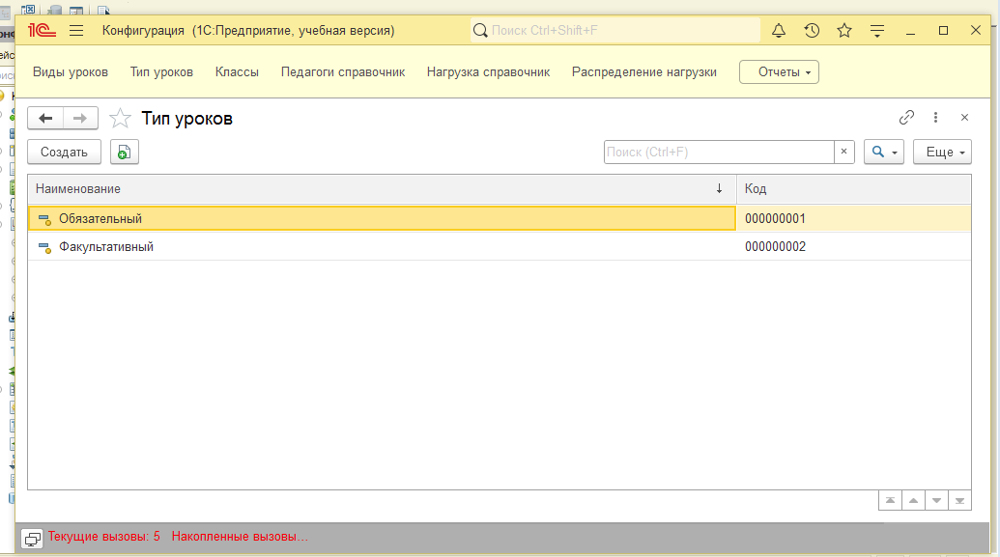 1С Конфигурация (1С:Предприятие, учебная версия) Поиск Ctrl+Shift+F
Виды уроков Тип уроков Классы Педагоги справочник Нагрузка справочник Распределение нагрузки Отчеты
Тип уроков
Создать Поиск (Ctrl+F) × Еще
Наименование ↓ Код
Обязательный 000000001
Факультативный 000000002
Текущие вызовы: 5 Накопленные вызовы...